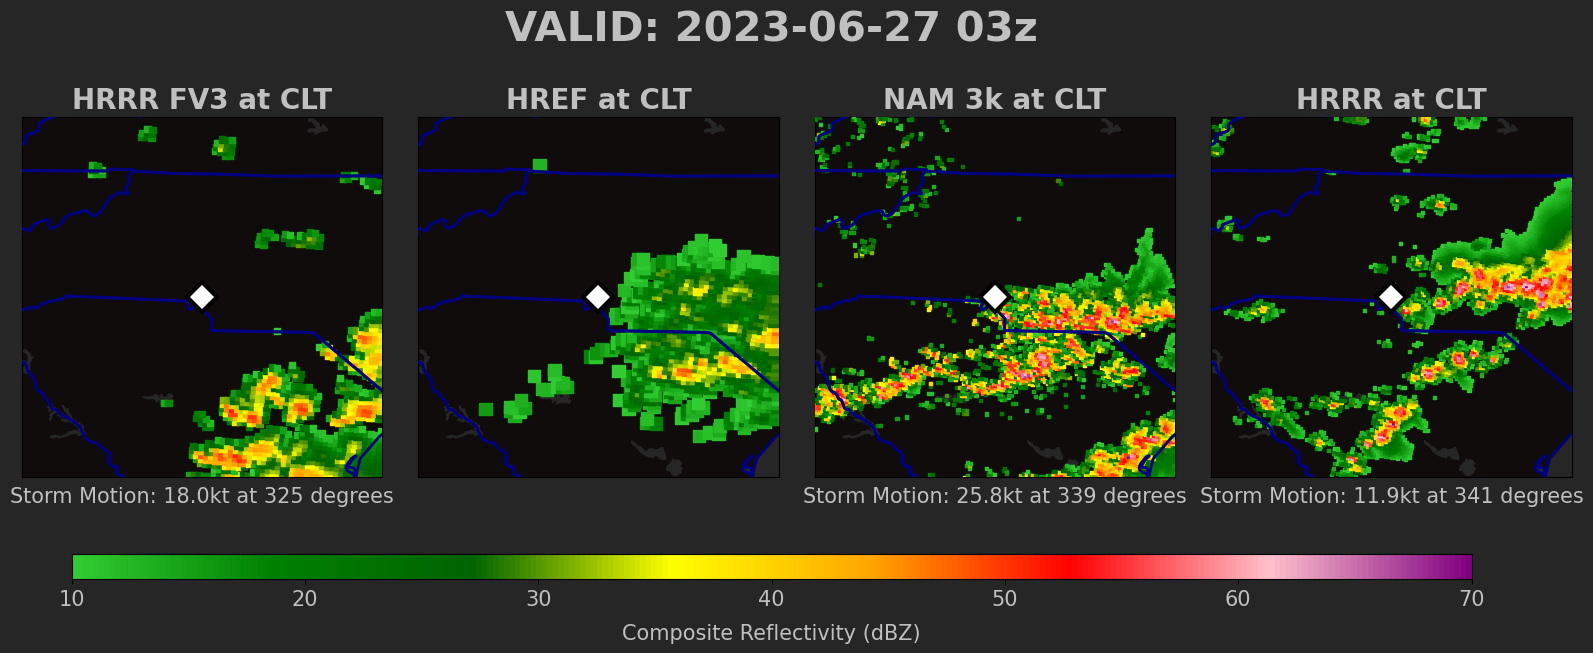 VALID: 2023-06-27 03z
HRRR FV3 at CLT
HREF at CLT
NAM 3k at CLT
HRRR at CLT
Storm Motion: 18.0kt at 325 degrees
Storm Motion: 25.8kt at 339 degrees
Storm Motion: 11.9kt at 341 degrees
10 20 30 40 50 60 70
Composite Reflectivity (dBZ)